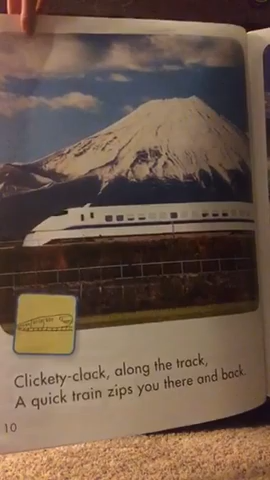 Clickety-clack, along the track,
A quick train zips you there and back.
10